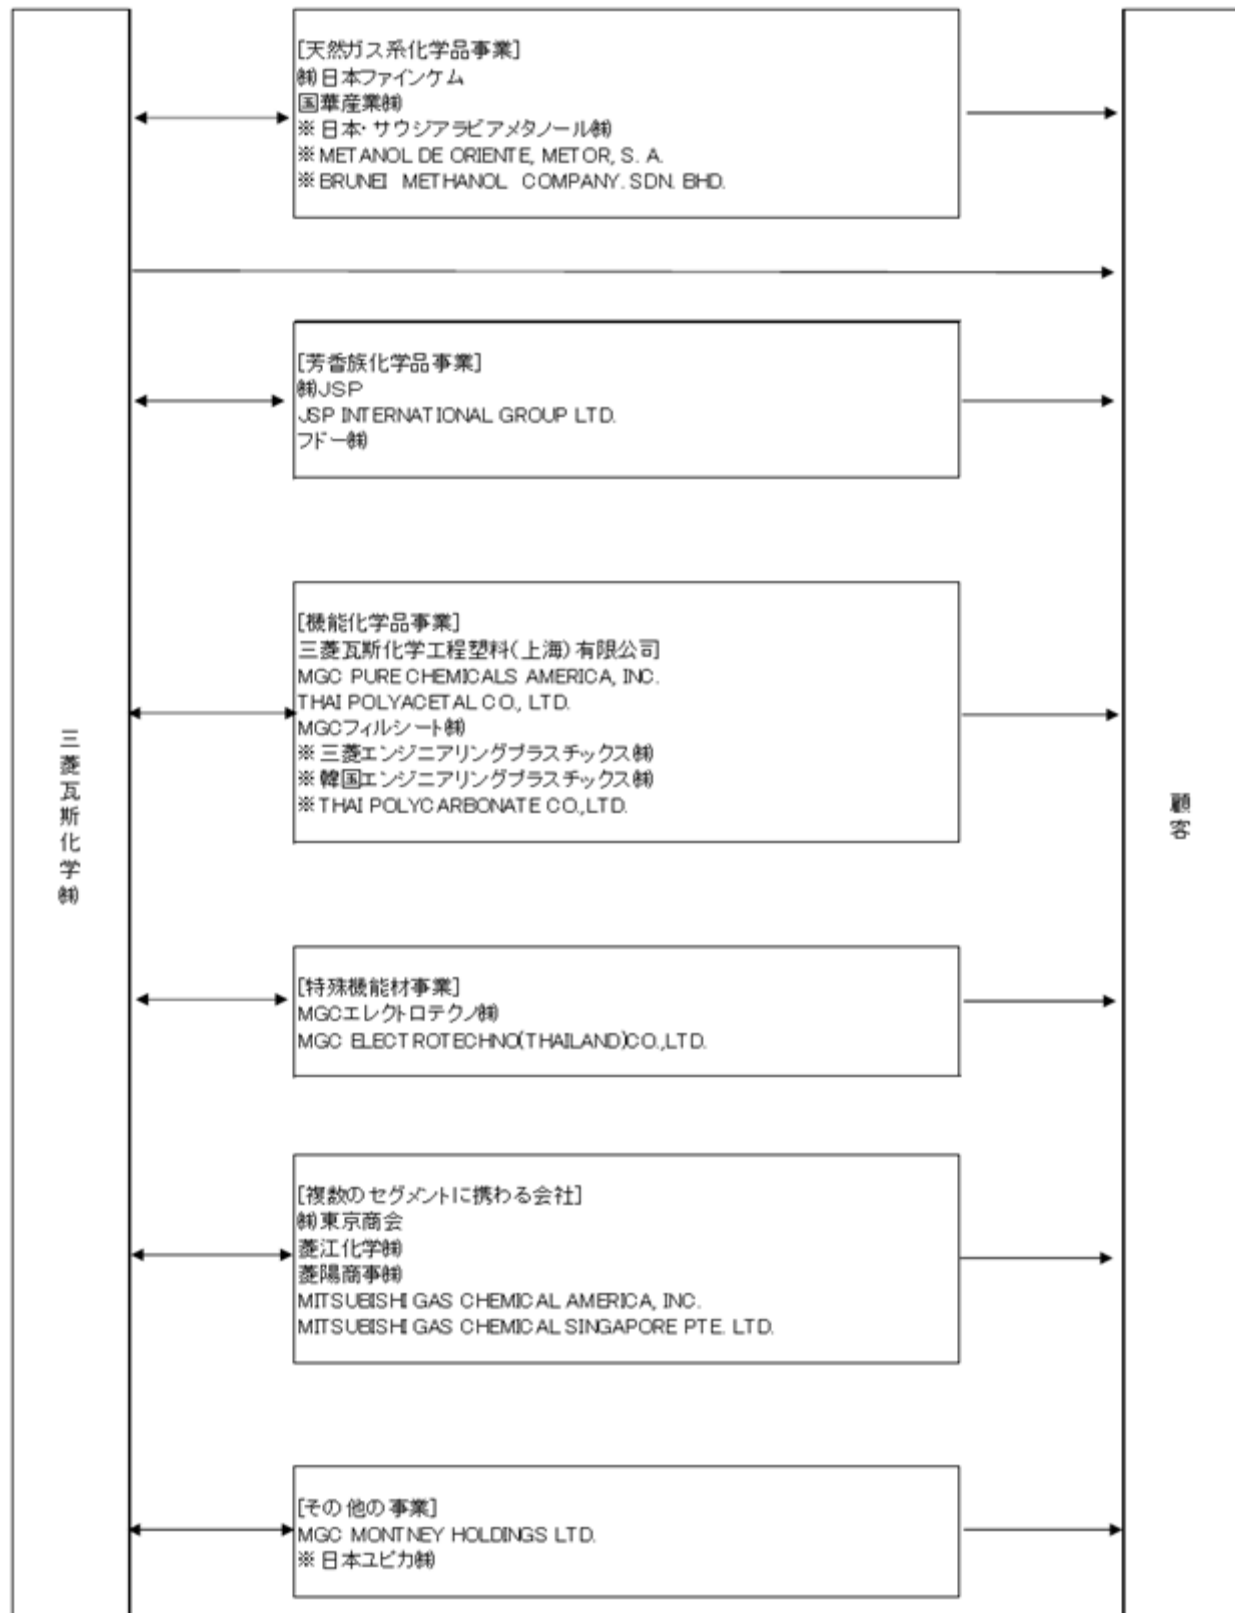 [天然ガス系化学品事業]
㈱日本ファインケム
国華産業㈱
※日本・サウジアラビアメタノール㈱
※METANOL DE ORIENTE, METOR, S. A.
※BRUNEI METHANOL COMPANY. SDN. BHD.
[芳香族化学品事業]
㈱JSP
JSP INTERNATIONAL GROUP LTD.
フドー㈱
[機能化学品事業]
三菱瓦斯化学工程塑料(上海)有限公司
MGC PURE CHEMICALS AMERICA, INC.
THAI POLYACETAL CO., LTD.
MGCフィルシート㈱
※三菱エンジニアリングプラスチックス㈱
※韓国エンジニアリングプラスチックス㈱
※THAI POLYCARBONATE CO.,LTD.
三菱瓦斯化学㈱
顧客
[特殊機能材事業]
MGCエレクトロテクノ㈱
MGC ELECTROTECHNO(THAILAND)CO.,LTD.
[複数のセグメントに携わる会社]
㈱東京商会
菱江化学㈱
菱陽商事㈱
MITSUBISHI GAS CHEMICAL AMERICA, INC.
MITSUBISHI GAS CHEMICAL SINGAPORE PTE. LTD.
[その他の事業]
MGC MONTNEY HOLDINGS LTD.
※日本ユピカ㈱